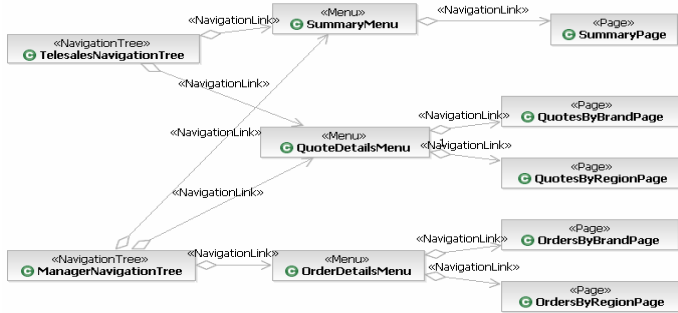 «NavigationLink»
«Menu»
SummaryMenu
«NavigationLink»
«Page»
SummaryPage
«NavigationTree»
TelesalesNavigationTree
«NavigationLink»
«NavigationLink»
«Page»
QuotesByBrandPage
«NavigationLink»
«NavigationLink»
«Menu»
QuoteDetailsMenu
«NavigationLink»
«Page»
QuotesByRegionPage
«NavigationLink»
«Page»
OrdersByBrandPage
«NavigationLink»
«NavigationTree»
ManagerNavigationTree
«NavigationLink»
«Menu»
OrderDetailsMenu
«NavigationLink»
«Page»
OrdersByRegionPage